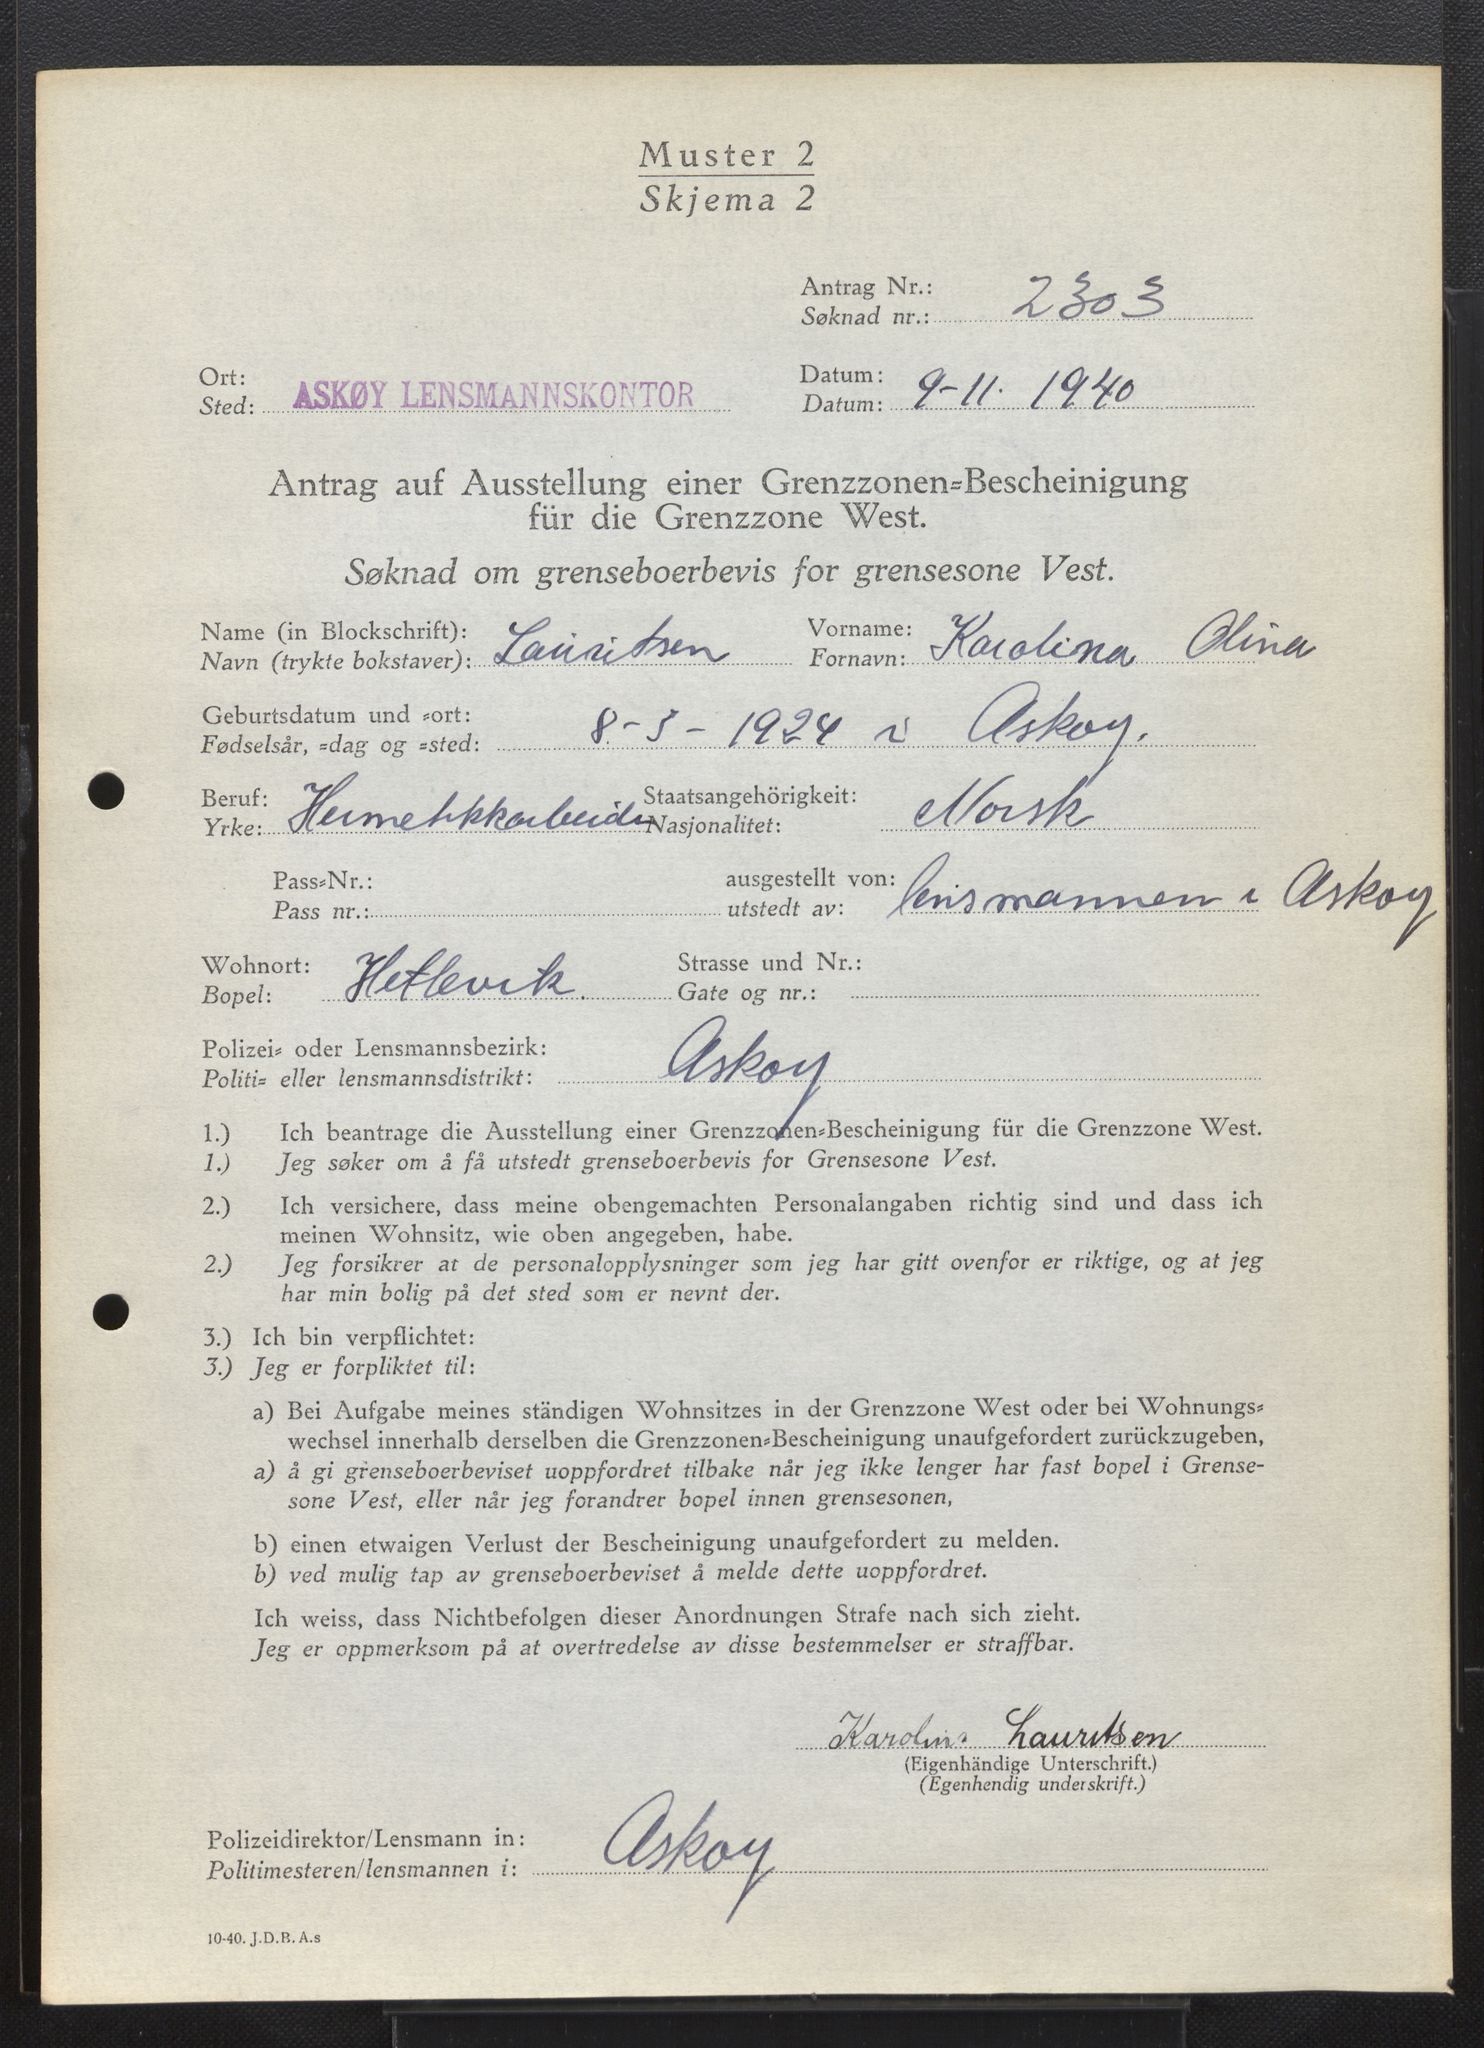 Muster 2
Skjema 2
Antrag Nr.:
Søknad nr.: 2303
Ort:
Sted: ASKØY LENSMANNSKONTOR
Datum:
Datum: 9-11. 1940
Antrag auf Ausstellung einer Grenzzonen=Bescheinigung
für die Grenzzone West.
Søknad om grenseboerbevis for grensesone Vest.
Name (in Blockschrift):
Navn (trykte bokstaver): Lauritsen
Vorname:
Fornavn: Karolina Olina
Geburtsdatum und =ort:
Fødselsår, =dag og =sted: 8-3-1924 i Askøy.
Beruf:
Yrke: Hermetikkarbeider
Staatsangehörigkeit:
Nasjonalitet: Norsk
Pass=Nr.:
Pass nr.:
ausgestellt von:
utstedt av: lensmannen i Askøy
Wohnort:
Bopel: Hetlevik.
Strasse und Nr.:
Gate og nr.:
Polizei= oder Lensmannsbezirk:
Politi= eller lensmannsdistrikt: Askøy
1.) Ich beantrage die Ausstellung einer Grenzzonen=Bescheinigung für die Grenzzone West.
1.) Jeg søker om å få utstedt grenseboerbevis for Grensesone Vest.
2.) Ich versichere, dass meine obengemachten Personalangaben richtig sind und dass ich
meinen Wohnsitz, wie oben angegeben, habe.
2.) Jeg forsikrer at de personalopplysninger som jeg har gitt ovenfor er riktige, og at jeg
har min bolig på det sted som er nevnt der.
3.) Ich bin verpflichtet:
3.) Jeg er forpliktet til:
a) Bei Aufgabe meines ständigen Wohnsitzes in der Grenzzone West oder bei Wohnungs=
wechsel innerhalb derselben die Grenzzonen=Bescheinigung unaufgefordert zurückzugeben,
a) å gi grenseboerbeviset uoppfordret tilbake når jeg ikke lenger har fast bopel i Grense-
sone Vest, eller når jeg forandrer bopel innen grensesonen,
b) einen etwaigen Verlust der Bescheinigung unaufgefordert zu melden.
b) ved mulig tap av grenseboerbeviset å melde dette uoppfordret.
Ich weiss, dass Nichtbefolgen dieser Anordnungen Strafe nach sich zieht.
Jeg er oppmerksom på at overtredelse av disse bestemmelser er straffbar.
Karolina Lauritsen
(Eigenhändige Unterschrift.)
(Egenhendig underskrift.)
Polizeidirektor/Lensmann in:
Politimesteren/lensmannen i: Askøy
10-40. J.D.B. A.s